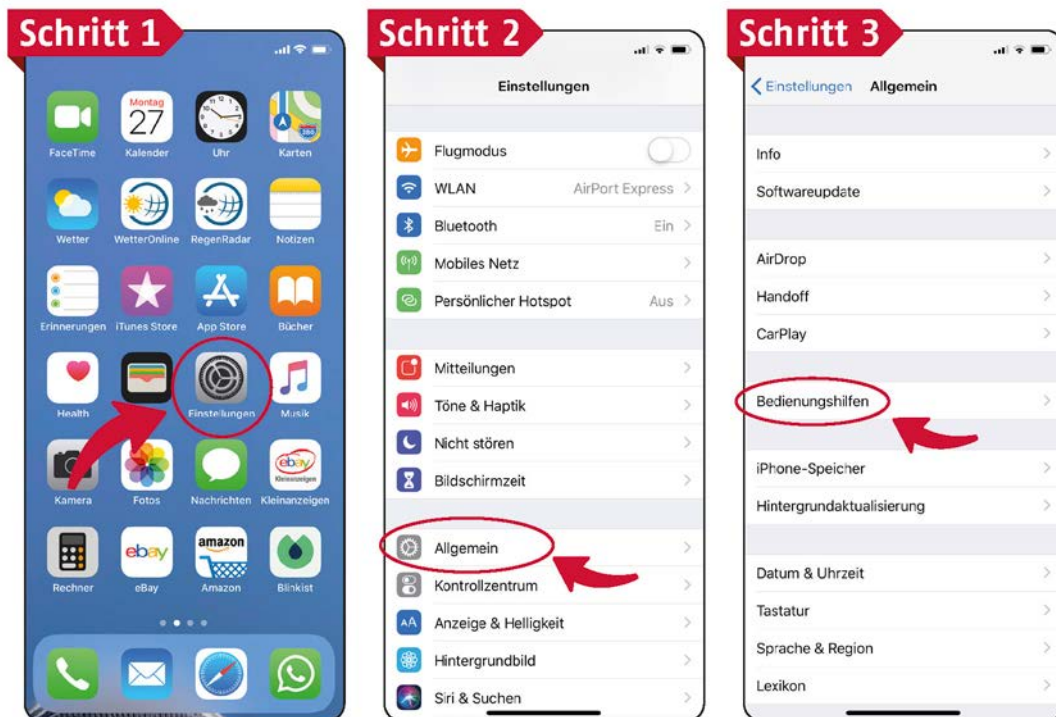 Schritt 1
Montag
27
FaceTime
Kalender
Uhr
Karten
Wetter
WetterOnline
RegenRadar
Notizen
Erinnerungen
iTunes Store
App Store
Bücher
Health
Einstellungen
Musik
ebay
Kleinanzeigen
Kamera
Fotos
Nachrichten
Kleinanzeigen
ebay
amazon
Rechner
eBay
Amazon
Blinkist
Schritt 2
Einstellungen
Flugmodus
WLAN AirPort Express
Bluetooth Ein
Mobiles Netz
Persönlicher Hotspot Aus
Mitteilungen
Töne & Haptik
Nicht stören
Bildschirmzeit
Allgemein
Kontrollzentrum
AA Anzeige & Helligkeit
Hintergrundbild
Siri & Suchen
Schritt 3
Einstellungen Allgemein
Info
Softwareupdate
AirDrop
Handoff
CarPlay
Bedienungshilfen
iPhone-Speicher
Hintergrundaktualisierung
Datum & Uhrzeit
Tastatur
Sprache & Region
Lexikon